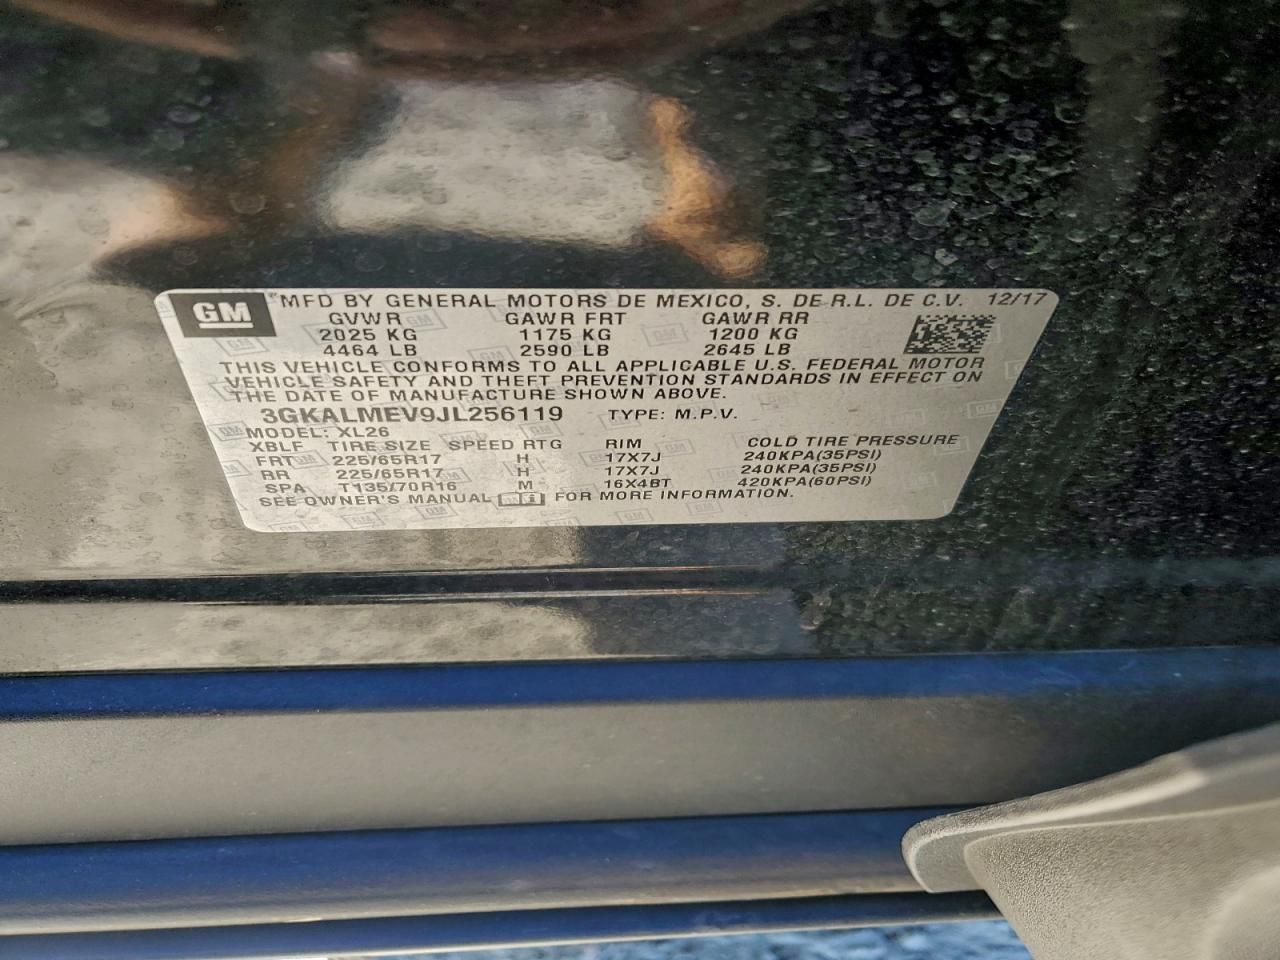 GM MFD BY GENERAL MOTORS DE MEXICO, S. DE R.L. DE C.V. 12/17
GVWR GAWR FRT GAWR RR
2025 KG 1175 KG 1200 KG
4464 LB 2590 LB 2645 LB
THIS VEHICLE CONFORMS TO ALL APPLICABLE U.S. FEDERAL MOTOR
VEHICLE SAFETY AND THEFT PREVENTION STANDARDS IN EFFECT ON
THE DATE OF MANUFACTURE SHOWN ABOVE.
3GKALMEV9JL256119 TYPE: M.P.V.
MODEL: XL26
XBLF TIRE SIZE SPEED RTG RIM COLD TIRE PRESSURE
FRT 225/65R17 H 17X7J 240KPA(35PSI)
RR 225/65R17 H 17X7J 240KPA(35PSI)
SPA T135/70R16 M 16X4BT 420KPA(60PSI)
SEE OWNER'S MANUAL FOR MORE INFORMATION.